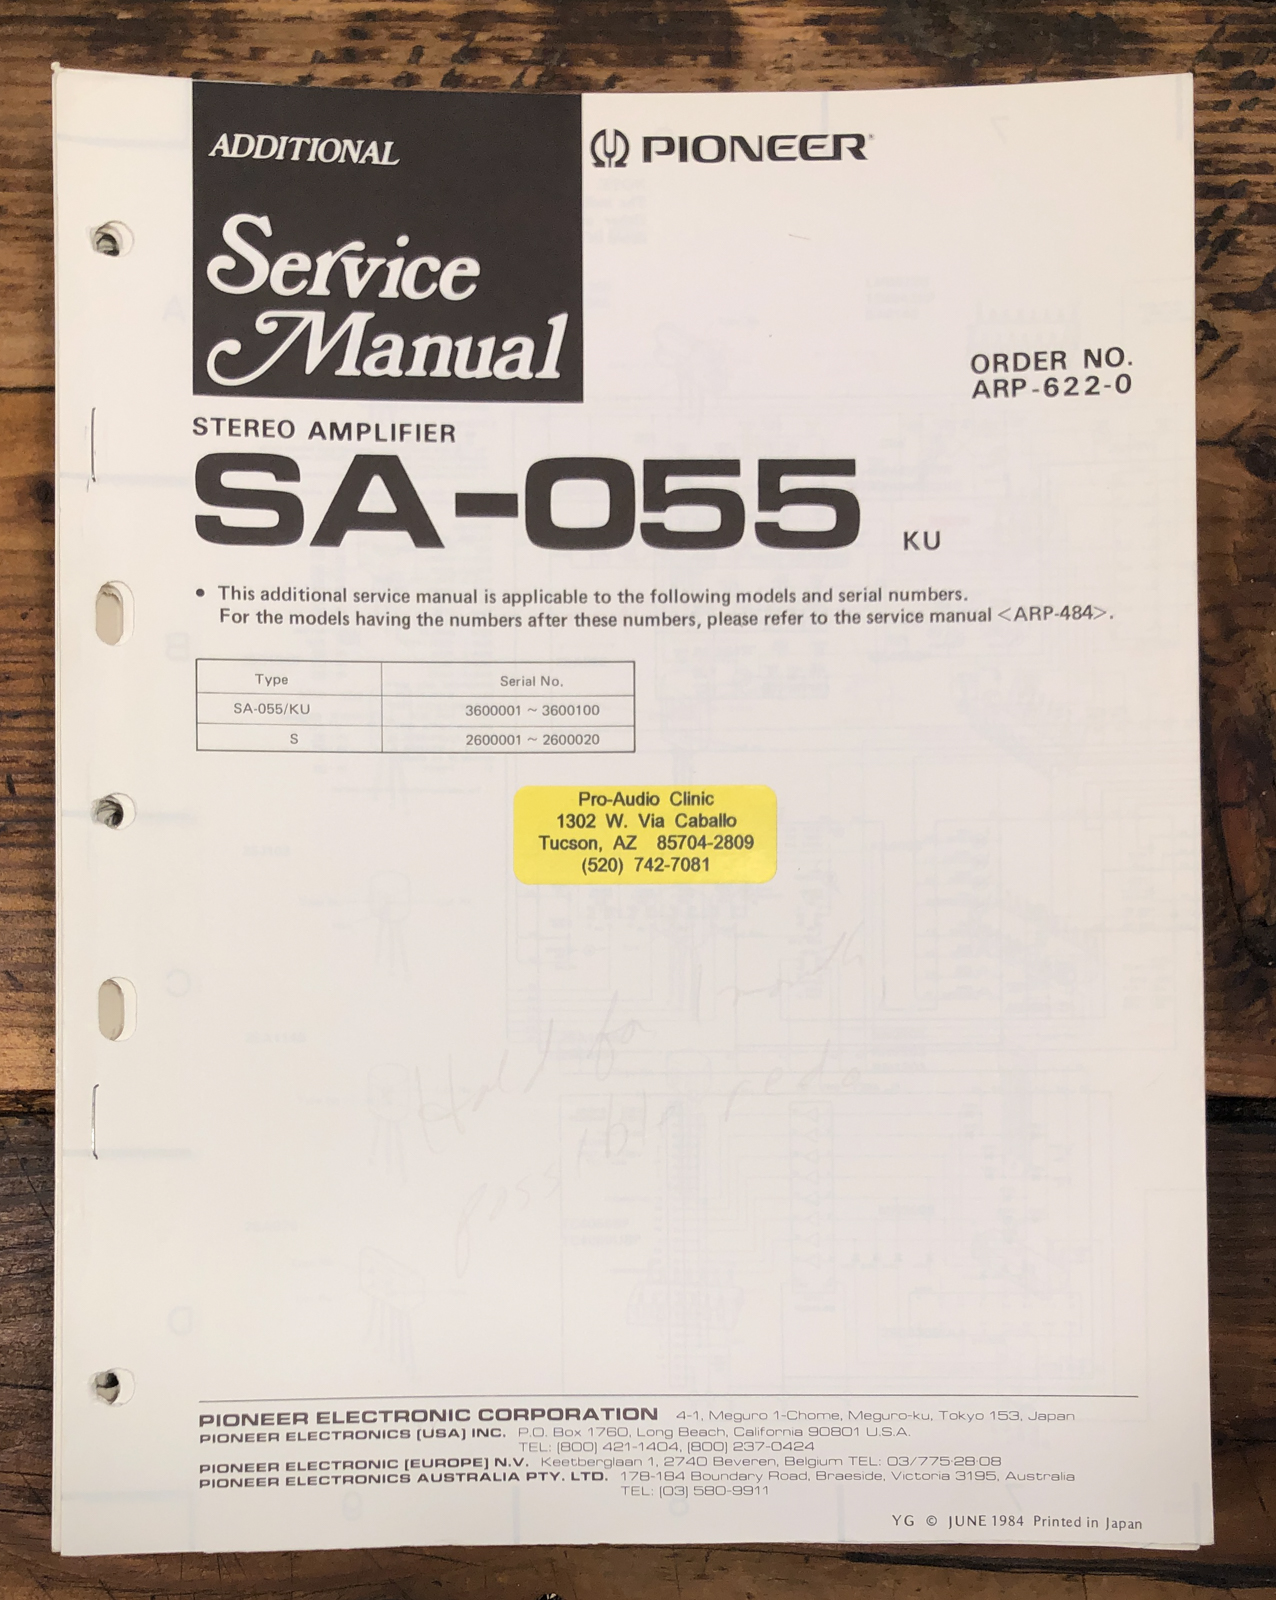 ADDITIONAL
Service
Manual
PIONEER
ORDER NO.
ARP-622-0
STEREO AMPLIFIER
SA-055 KU
• This additional service manual is applicable to the following models and serial numbers.
For the models having the numbers after these numbers, please refer to the service manual <ARP-484>.
Type Serial No.
SA-055/KU 3600001 ~ 3600100
S 2600001 ~ 2600020
Pro-Audio Clinic
1302 W. Via Caballo
Tucson, AZ 85704-2809
(520) 742-7081
PIONEER ELECTRONIC CORPORATION 4-1, Meguro 1-Chome, Meguro-ku, Tokyo 153, Japan
PIONEER ELECTRONICS [USA] INC. P.O. Box 1760, Long Beach, California 90801 U.S.A.
TEL: [800] 421-1404, [800] 237-0424
PIONEER ELECTRONIC [EUROPE] N.V. Keetberglaan 1, 2740 Beveren, Belgium TEL: 03/775·28·08
PIONEER ELECTRONICS AUSTRALIA PTY. LTD. 178-184 Boundary Road, Braeside, Victoria 3195, Australia
TEL: [03] 580-9911
YG © JUNE 1984 Printed in Japan